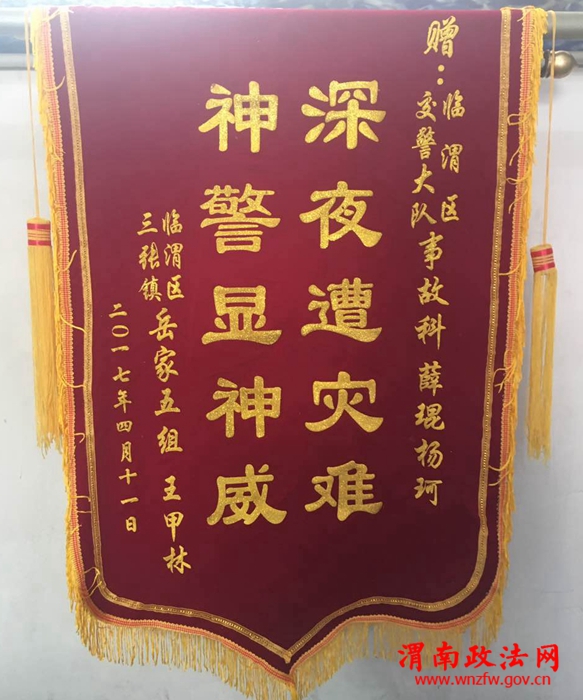 赠：临渭区
交警大队事故科 薛琨杨珂
深夜遭灾难
神警显神威
临渭区
三张镇岳家五组 王甲林
二〇一七年四月十一日
渭南政法网
www.wnzfw.gov.cn